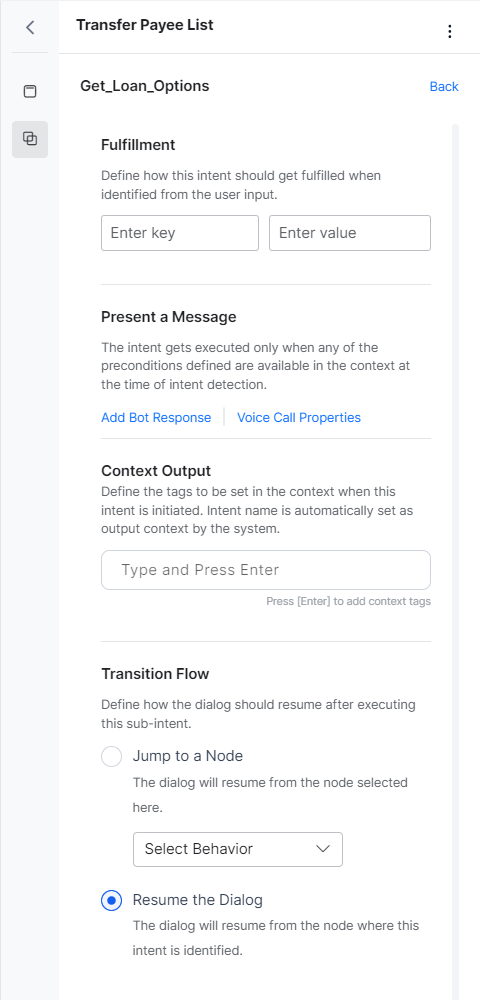 Transfer Payee List
Get_Loan_Options
Back
Fulfillment
Define how this intent should get fulfilled when
identified from the user input.
Enter key
Enter value
Present a Message
The intent gets executed only when any of the
preconditions defined are available in the context at
the time of intent detection.
Add Bot Response
Voice Call Properties
Context Output
Define the tags to be set in the context when this
intent is initiated. Intent name is automatically set as
output context by the system.
Type and Press Enter
Press [Enter] to add context tags
Transition Flow
Define how the dialog should resume after executing
this sub-intent.
Jump to a Node
The dialog will resume from the node selected
here.
Select Behavior
Resume the Dialog
The dialog will resume from the node where this
intent is identified.